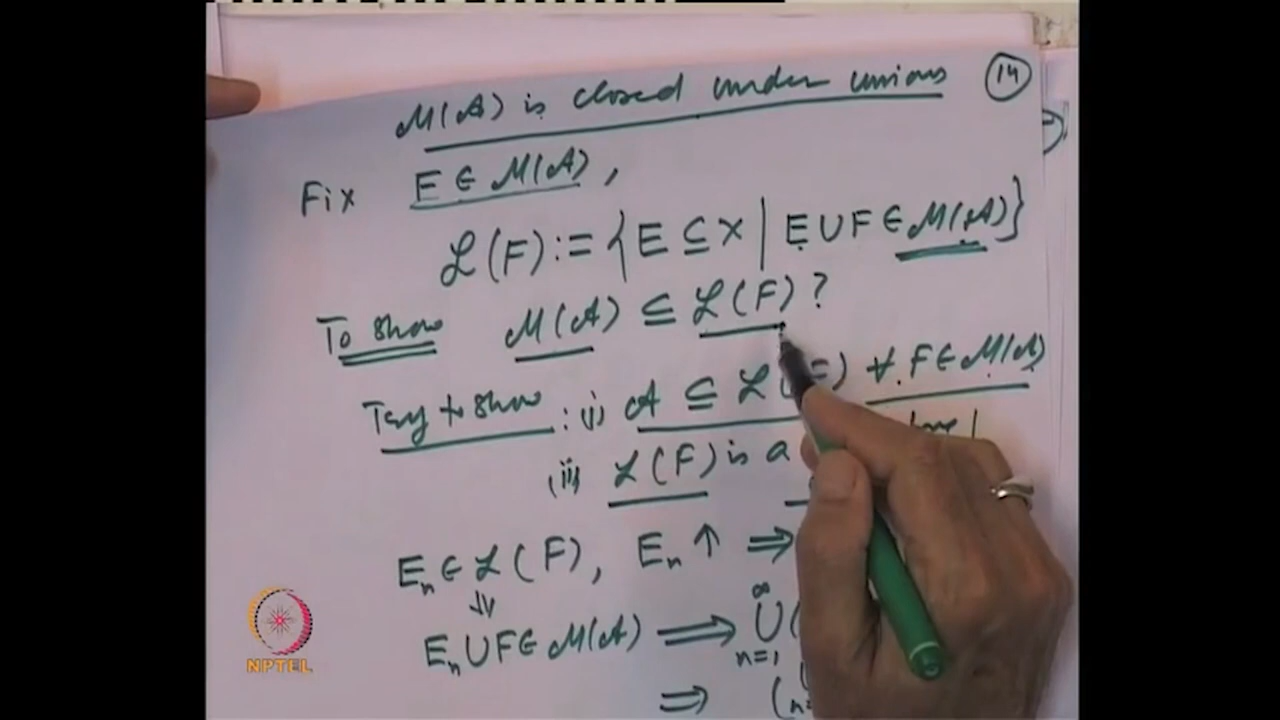 M(A) is closed under unions (14)
Fix E ∈ M(A),
L(F) := { E ⊆ X | E ∪ F ∈ M(A) }
To show M(A) ⊆ L(F) ?
Try to show : (i) A ⊆ L(F) ∀ F ∈ M(A)
(ii) L(F) is a
Eₙ ∈ L(F), Eₙ ↑ ⟹
⇓
Eₙ ∪ F ∈ M(A) ⟹ ∞ ∪ n=1 (
⟹ (
NPTEL